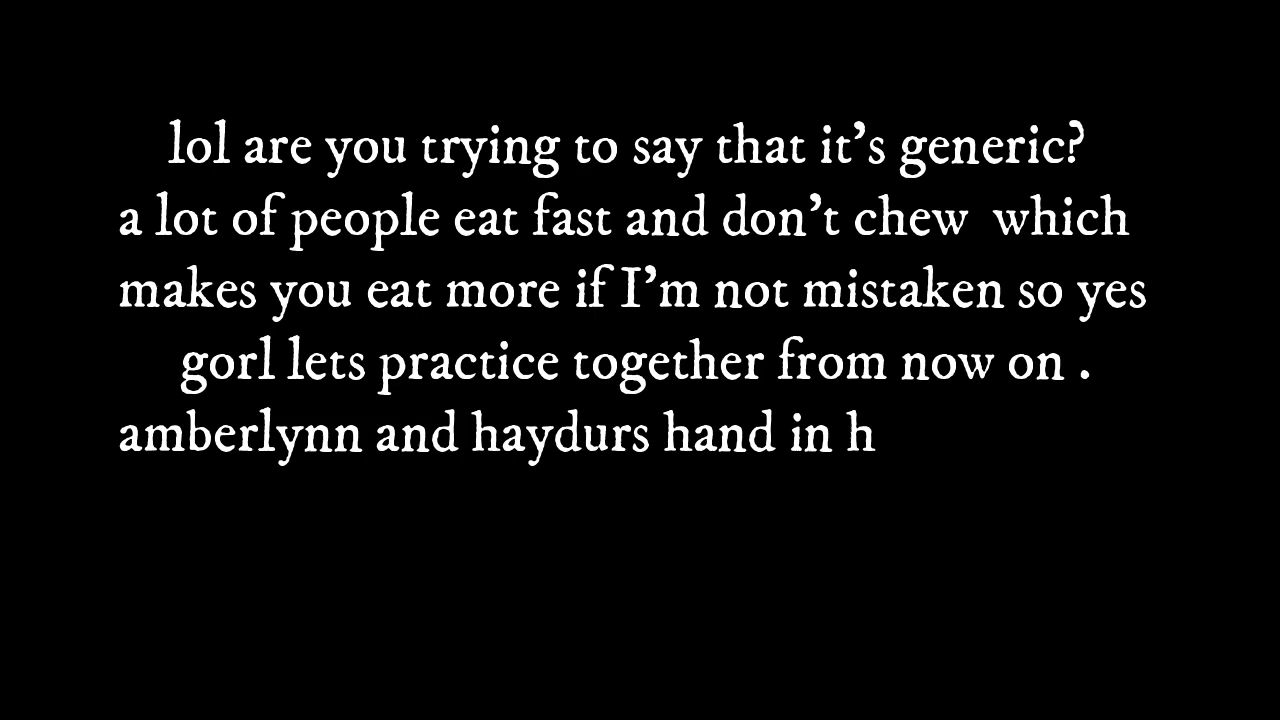 lol are you trying to say that it's generic?
a lot of people eat fast and don't chew  which
makes you eat more if I'm not mistaken so yes
gorl lets practice together from now on .
amberlynn and haydurs hand in h